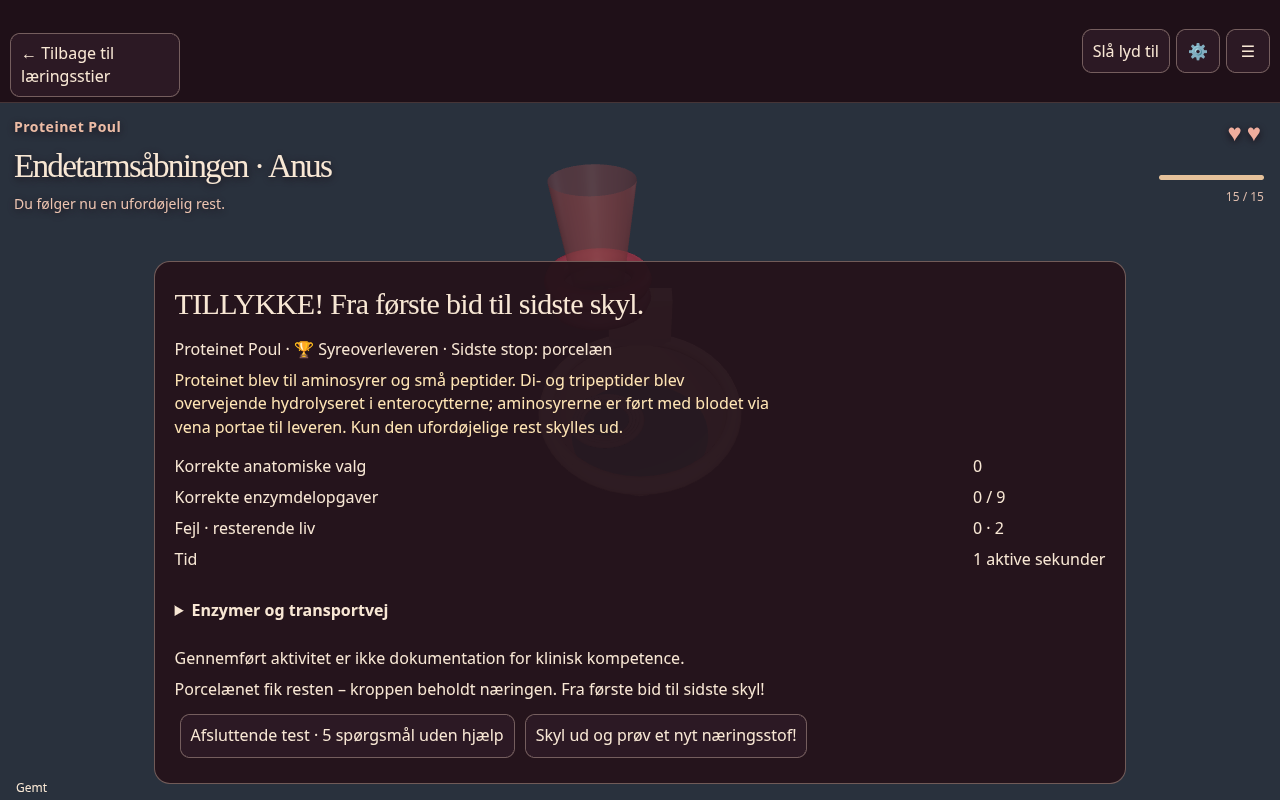 ← Tilbage til
læringsstier
Slå lyd til
⚙️
☰
Proteinet Poul
♥ ♥
Endetarmsåbningen · Anus
Du følger nu en ufordøjelig rest.
15 / 15
TILLYKKE! Fra første bid til sidste skyl.
Proteinet Poul · 🏆 Syreoverleveren · Sidste stop: porcelæn
Proteinet blev til aminosyrer og små peptider. Di- og tripeptider blev
overvejende hydrolyseret i enterocytterne; aminosyrerne er ført med blodet via
vena portae til leveren. Kun den ufordøjelige rest skylles ud.
Korrekte anatomiske valg 0
Korrekte enzymdelopgaver 0 / 9
Fejl · resterende liv 0 · 2
Tid 1 aktive sekunder
▶ Enzymer og transportvej
Gennemført aktivitet er ikke dokumentation for klinisk kompetence.
Porcelænet fik resten – kroppen beholdt næringen. Fra første bid til sidste skyl!
Afsluttende test · 5 spørgsmål uden hjælp
Skyl ud og prøv et nyt næringsstof!
Gemt